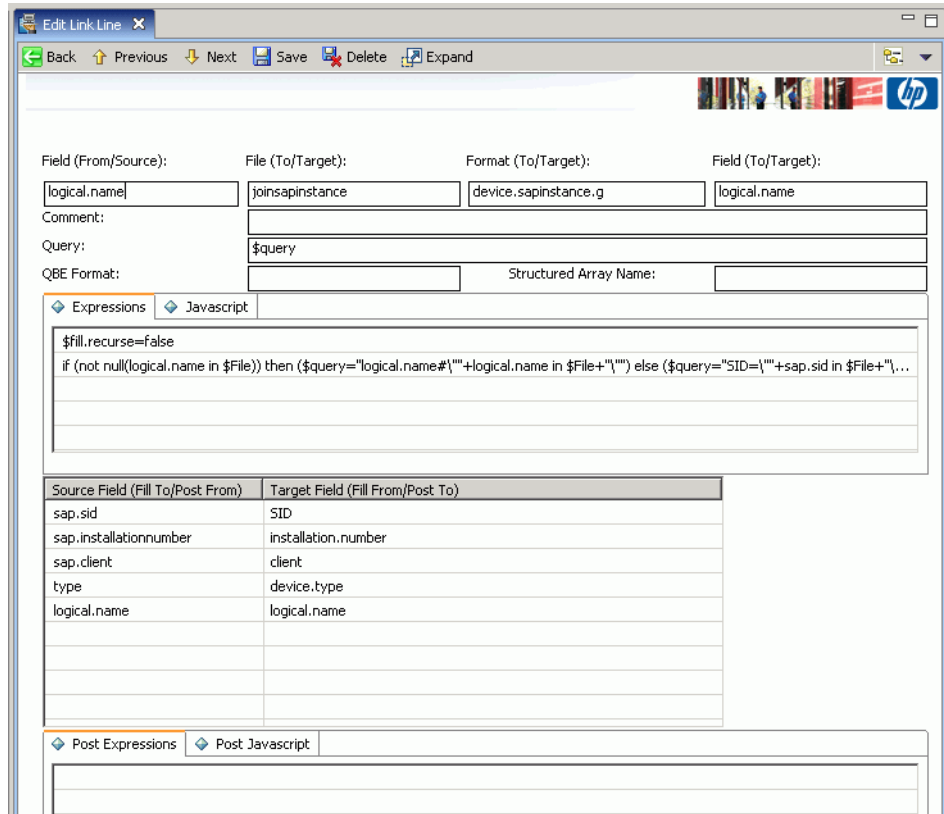 Edit Link Line
Back Previous Next Save Delete Expand
hp
Field (From/Source): File (To/Target): Format (To/Target): Field (To/Target):
logical.name joinsapinstance device.sapinstance.g logical.name
Comment:
Query: $query
QBE Format: Structured Array Name:
Expressions Javascript
$fill.recurse=false
if (not null(logical.name in $File)) then ($query="logical.name#\""+logical.name in $File+"\"") else ($query="SID=\""+sap.sid in $File+"\...
Source Field (Fill To/Post From) Target Field (Fill From/Post To)
sap.sid SID
sap.installationnumber installation.number
sap.client client
type device.type
logical.name logical.name
Post Expressions Post Javascript